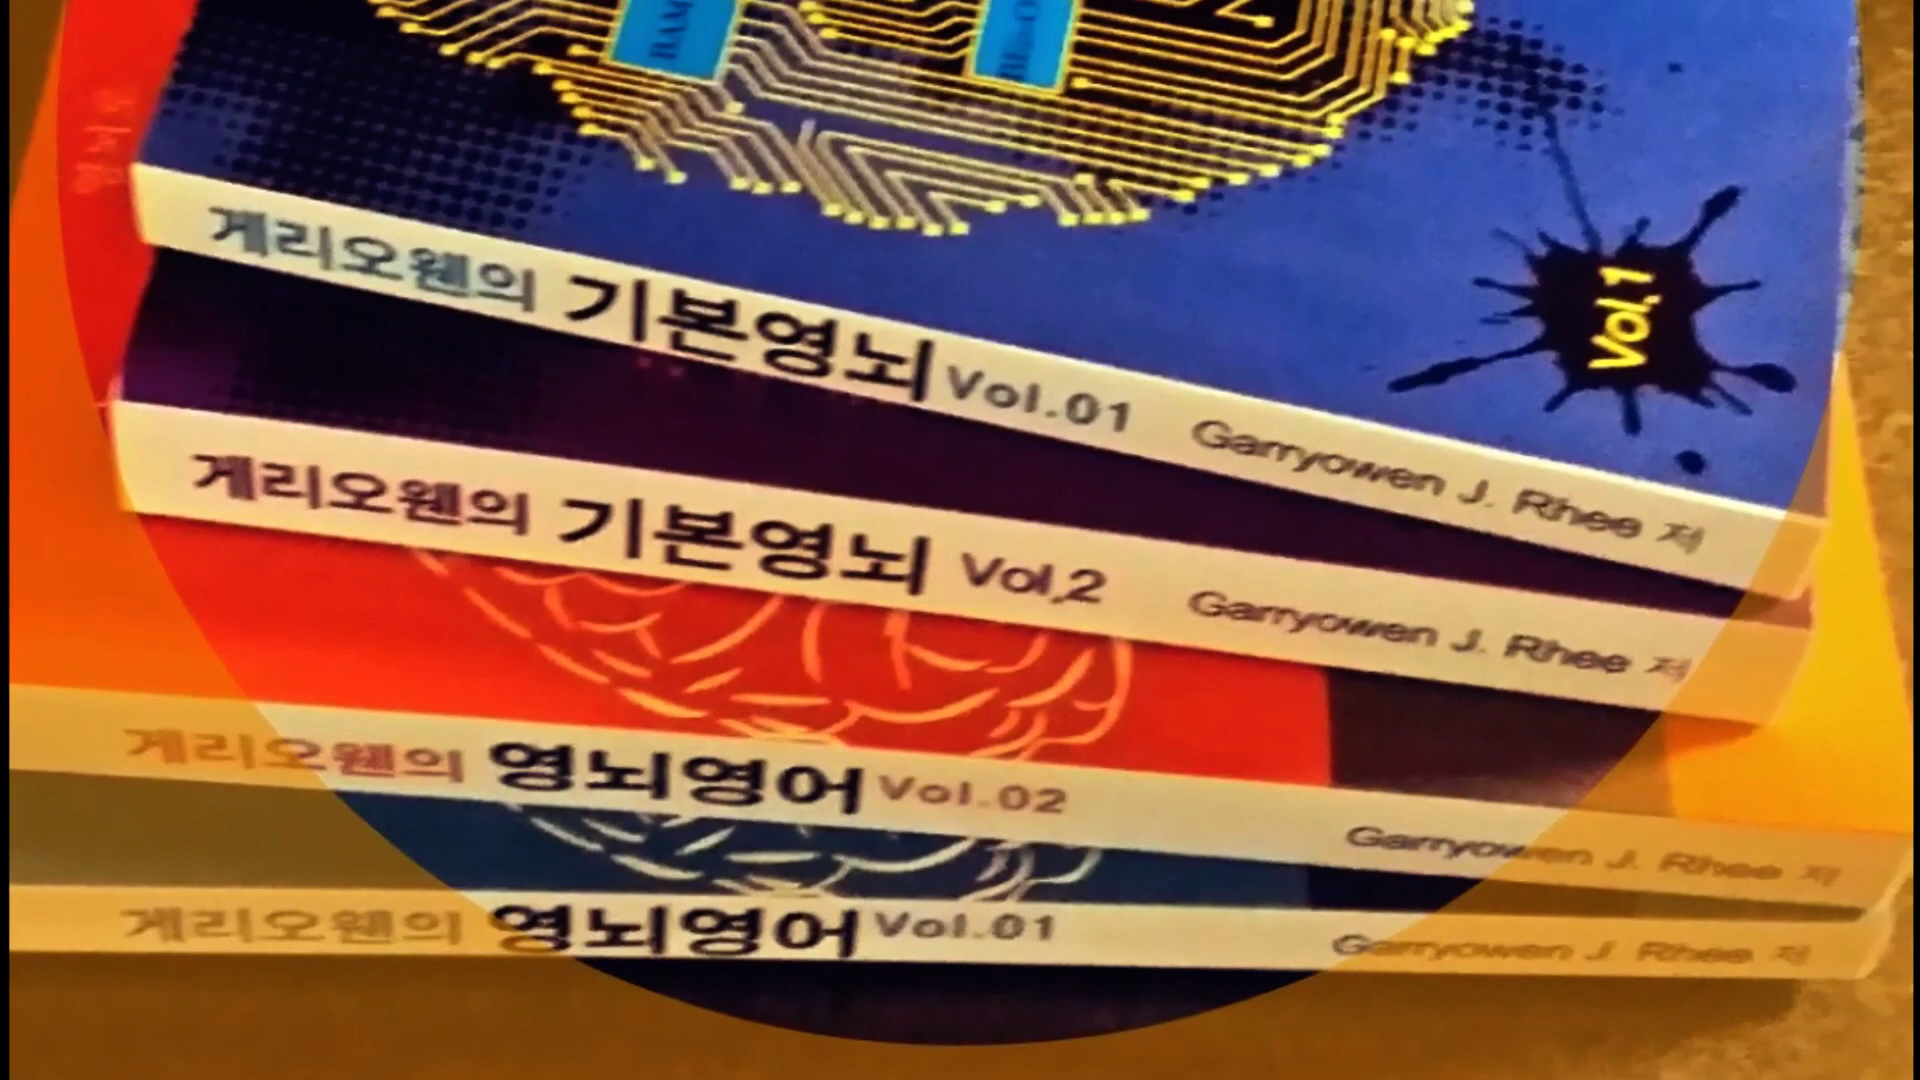 Vol,1
게리오웬의 기본영뇌 Vol.01 Garryowen J. Rhee 저
게리오웬의 기본영뇌 Vol,2 Garryowen J. Rhee 저
게리오웬의 영뇌영어 Vol.02 Garryowen J. Rhee 저
게리오웬의 영뇌영어 Vol.01 Garryowen J. Rhee 저